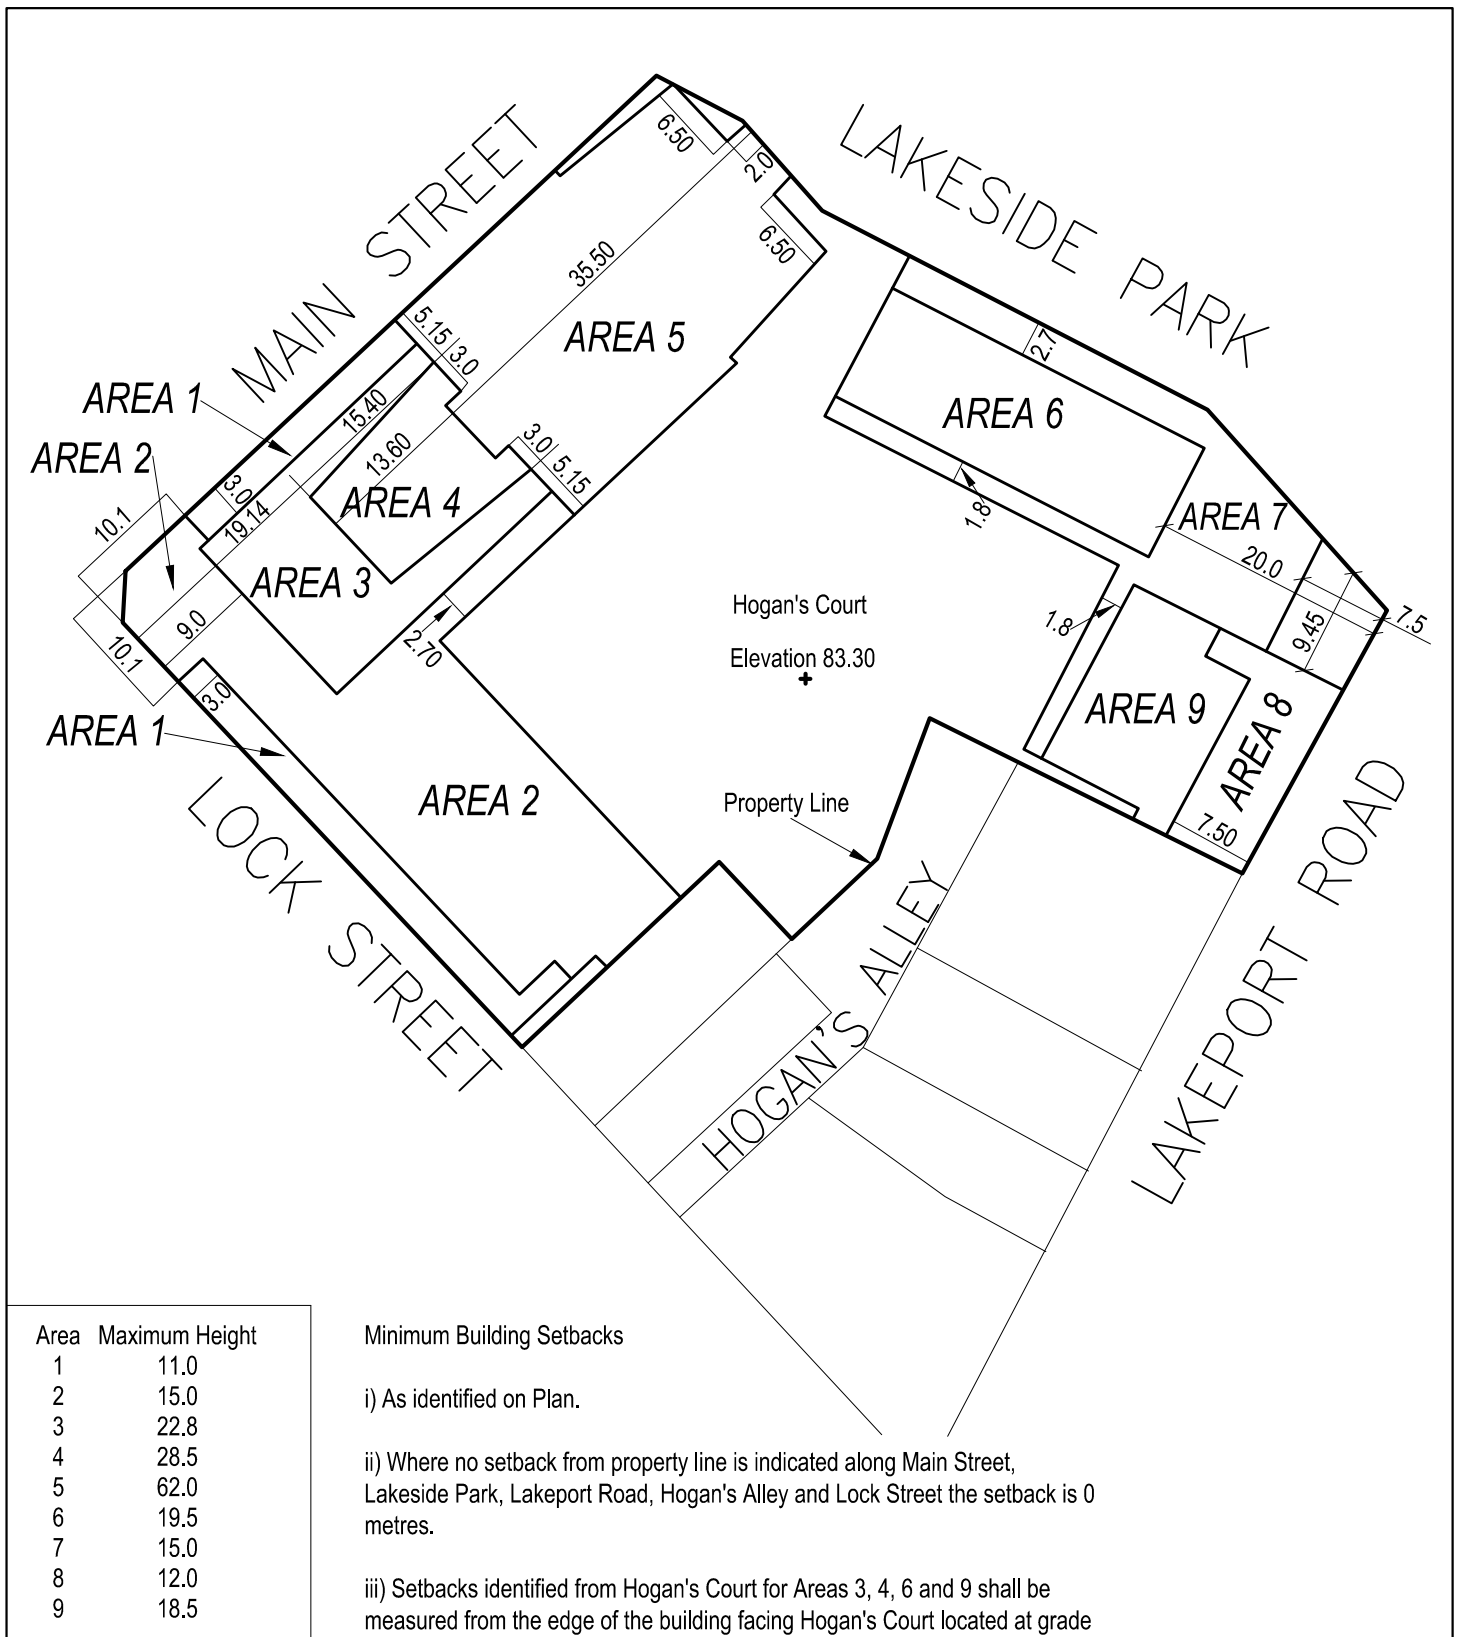 MAIN STREET
LAKESIDE PARK
6.50
2.0
6.50
35.50
AREA 5
5.15
3.0
AREA 1
15.40
AREA 2
13.60
3.0
5.15
2.7
AREA 6
3.0
19.14
AREA 4
10.1
1.8
AREA 7
20.0
AREA 3
9.0
2.70
10.1
Hogan's Court
Elevation 83.30
1.8
9.45
7.5
3.0
AREA 1
AREA 9
AREA 8
AREA 2
Property Line
7.50
LOCK STREET
HOGAN'S ALLEY
LAKEPORT ROAD
Area Maximum Height
1 11.0
2 15.0
3 22.8
4 28.5
5 62.0
6 19.5
7 15.0
8 12.0
9 18.5
Minimum Building Setbacks
i) As identified on Plan.
ii) Where no setback from property line is indicated along Main Street,
Lakeside Park, Lakeport Road, Hogan's Alley and Lock Street the setback is 0
metres.
iii) Setbacks identified from Hogan's Court for Areas 3, 4, 6 and 9 shall be
measured from the edge of the building facing Hogan's Court located at grade